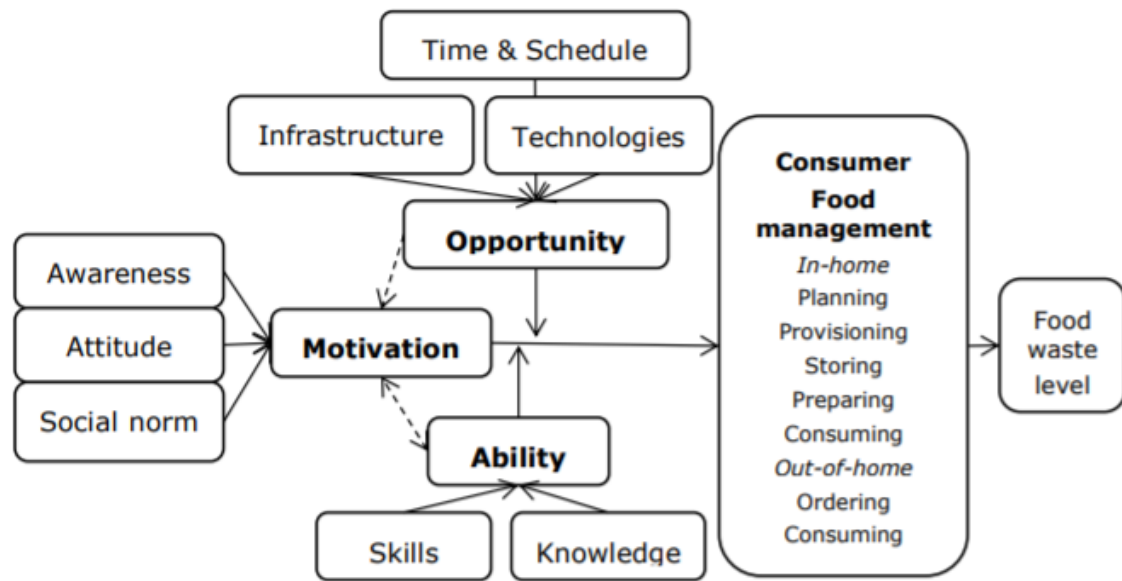 Time & Schedule
Infrastructure
Technologies
Opportunity
Awareness
Attitude
Social norm
Motivation
Ability
Skills
Knowledge
Consumer
Food
management
In-home
Planning
Provisioning
Storing
Preparing
Consuming
Out-of-home
Ordering
Consuming
Food
waste
level